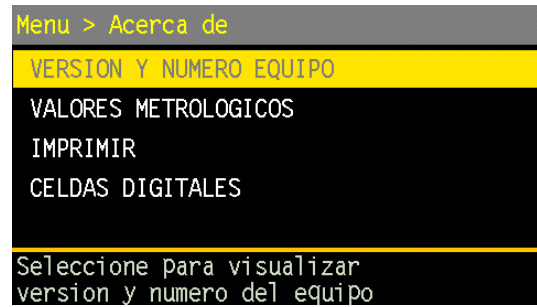 Menu > Acerca de
VERSION Y NUMERO EQUIPO
VALORES METROLOGICOS
IMPRIMIR
CELDAS DIGITALES
Seleccione para visualizar
version y numero del equipo